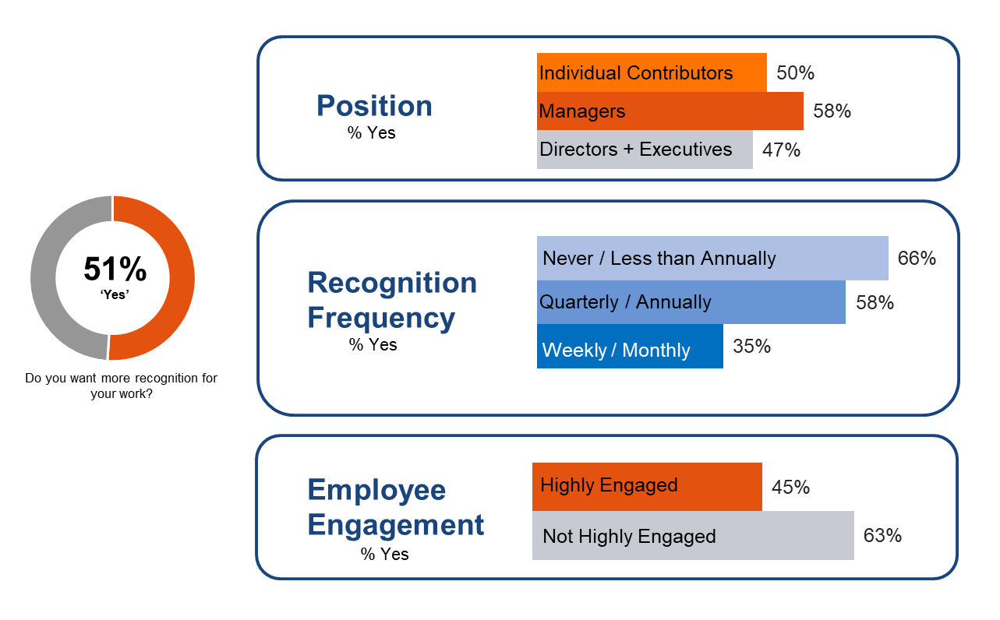 Position
% Yes
Individual Contributors 50%
Managers 58%
Directors + Executives 47%
51%
‘Yes’
Do you want more recognition for
your work?
Recognition
Frequency
% Yes
Never / Less than Annually 66%
Quarterly / Annually 58%
Weekly / Monthly 35%
Employee
Engagement
% Yes
Highly Engaged 45%
Not Highly Engaged 63%